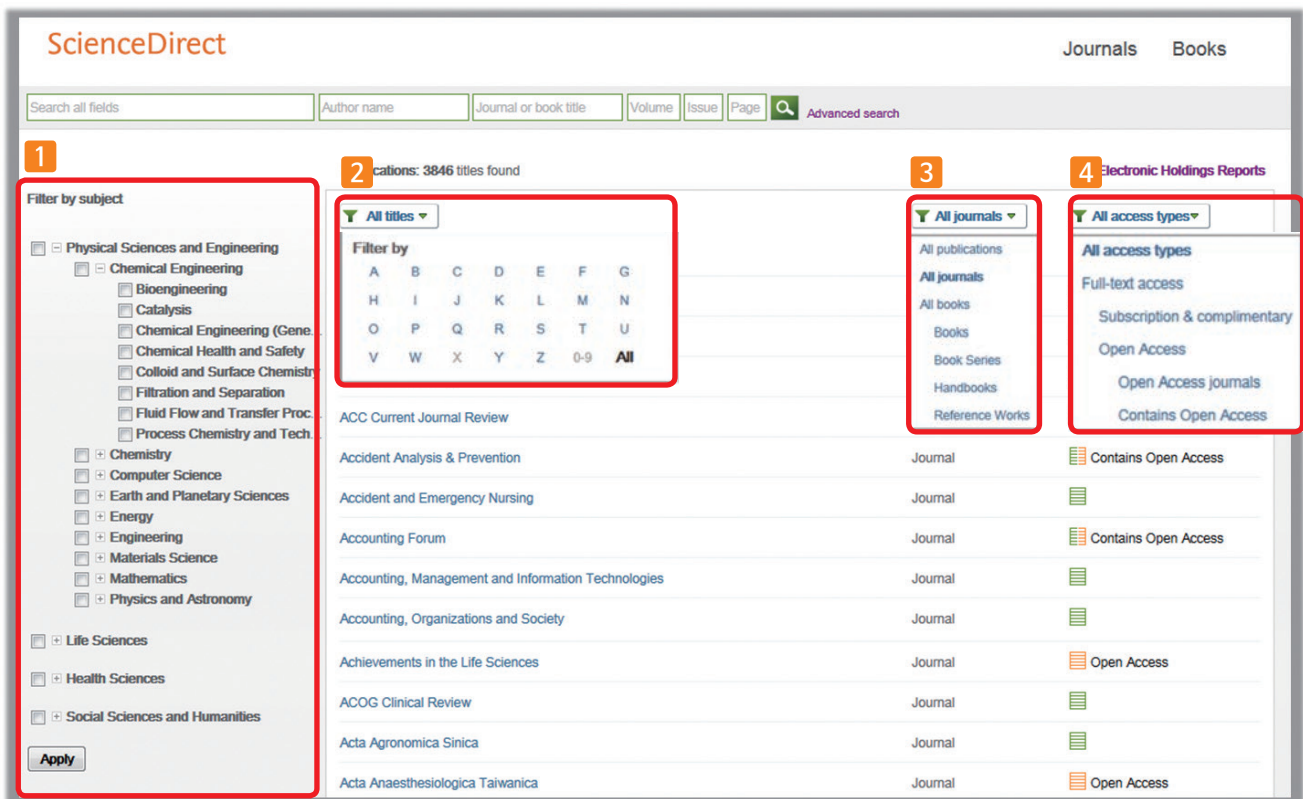 ScienceDirect
Journals Books
Search all fields Author name Journal or book title Volume Issue Page Advanced search
1
Filter by subject
Physical Sciences and Engineering
Chemical Engineering
Bioengineering
Catalysis
Chemical Engineering (Gene...
Chemical Health and Safety
Colloid and Surface Chemistry
Filtration and Separation
Fluid Flow and Transfer Proc...
Process Chemistry and Tech...
Chemistry
Computer Science
Earth and Planetary Sciences
Energy
Engineering
Materials Science
Mathematics
Physics and Astronomy
Life Sciences
Health Sciences
Social Sciences and Humanities
Apply
2 cations: 3846 titles found
All titles
Filter by
A B C D E F G
H I J K L M N
O P Q R S T U
V W X Y Z 0-9 All
3
All journals
All publications
All journals
All books
Books
Book Series
Handbooks
Reference Works
4 Electronic Holdings Reports
All access types
All access types
Full-text access
Subscription & complimentary
Open Access
Open Access journals
Contains Open Access
ACC Current Journal Review
Accident Analysis & Prevention Journal Contains Open Access
Accident and Emergency Nursing Journal
Accounting Forum Journal Contains Open Access
Accounting, Management and Information Technologies Journal
Accounting, Organizations and Society Journal
Achievements in the Life Sciences Journal Open Access
ACOG Clinical Review Journal
Acta Agronomica Sinica Journal
Acta Anaesthesiologica Taiwanica Journal Open Access